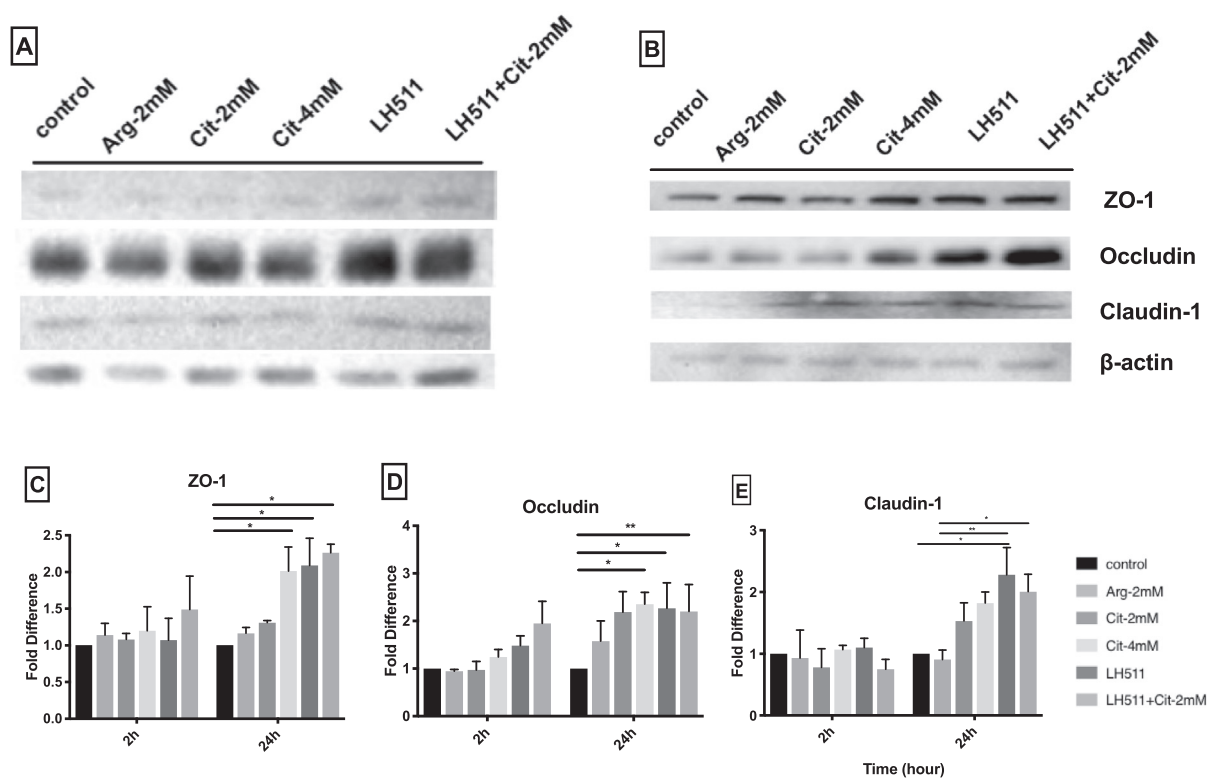 A
control
Arg-2mM
Cit-2mM
Cit-4mM
LH511
LH511+Cit-2mM
B
control
Arg-2mM
Cit-2mM
Cit-4mM
LH511
LH511+Cit-2mM
ZO-1
Occludin
Claudin-1
β-actin
C
ZO-1
*
*
*
Fold Difference
2.5
2.0
1.5
1.0
0.5
0.0
2h
24h
D
Occludin
**
*
*
Fold Difference
4
3
2
1
0
2h
24h
E
Claudin-1
*
**
*
Fold Difference
3
2
1
0
2h
24h
Time (hour)
control
Arg-2mM
Cit-2mM
Cit-4mM
LH511
LH511+Cit-2mM